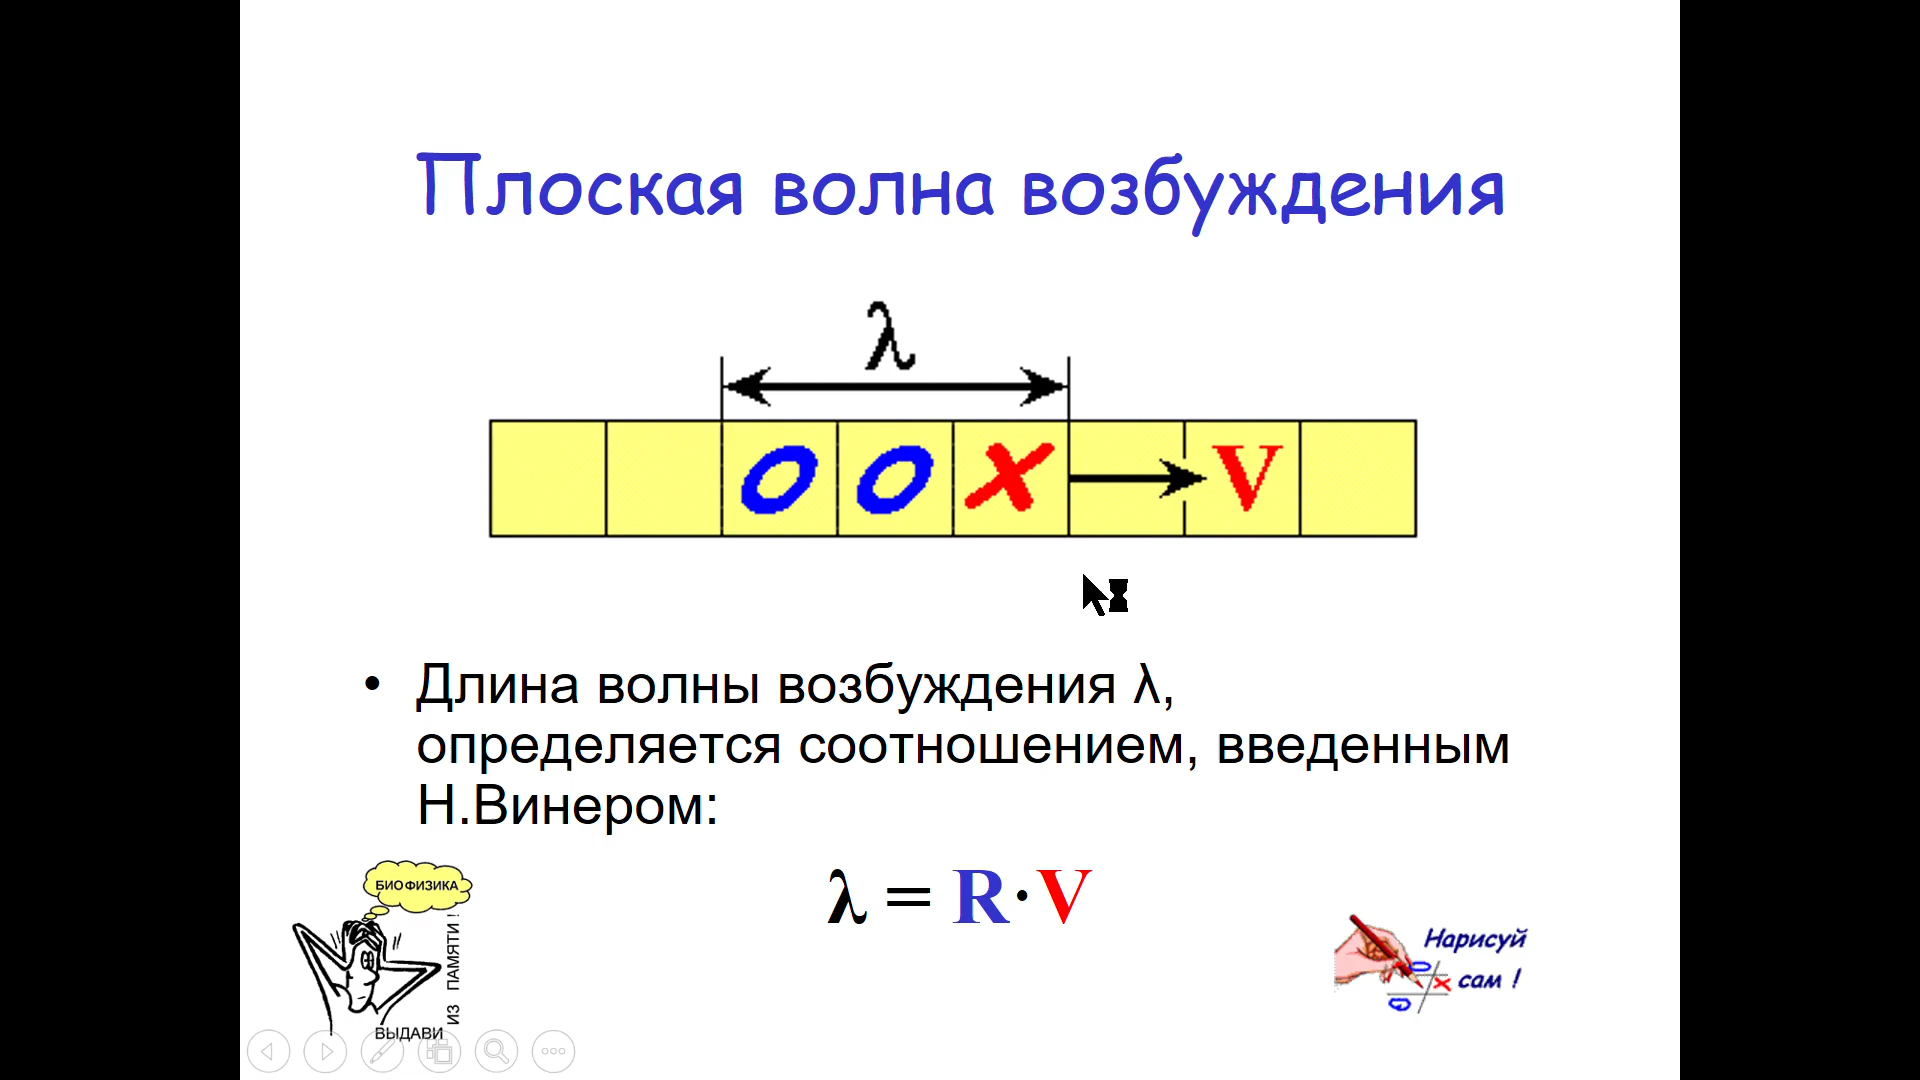 Плоская волна возбуждения
λ
O O X V
• Длина волны возбуждения λ,
определяется соотношением, введенным
Н.Винером:
λ = R·V
БИОФИЗИКА
ВЫДАВИ
ИЗ ПАМЯТИ !
Нарисуй
сам !